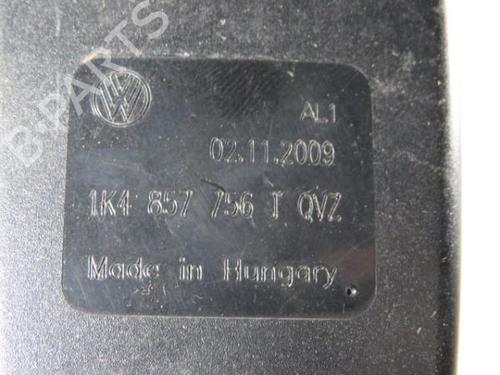 AL1
02.11.2009
1K4 857 756 T QVZ
Made in Hungary
B-PARTS